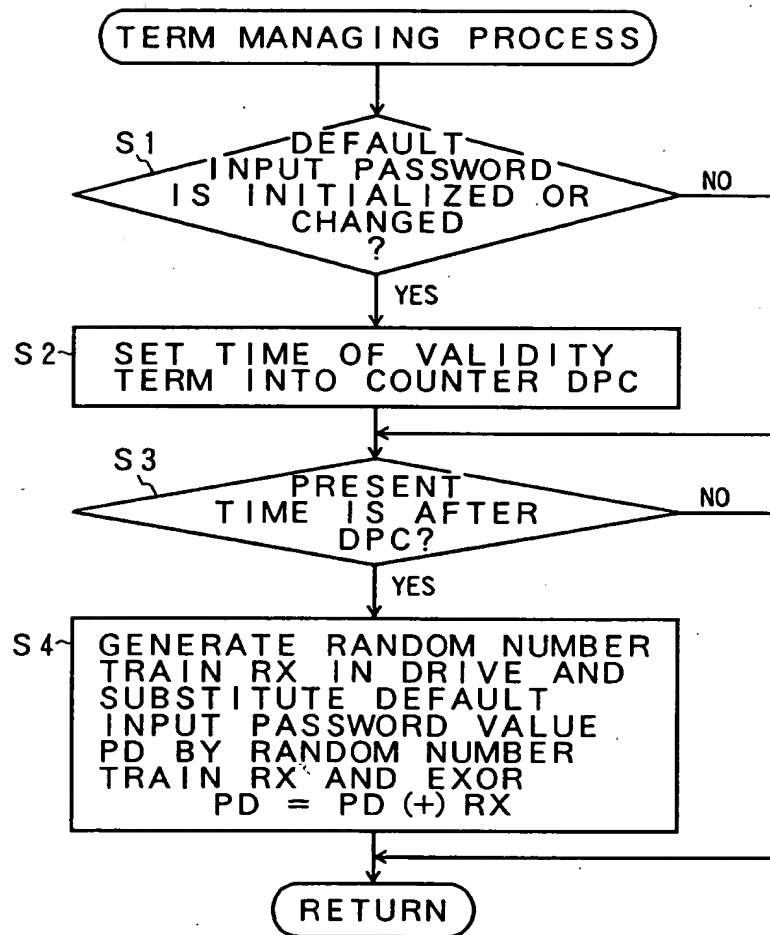 TERM MANAGING PROCESS
S1
DEFAULT
INPUT PASSWORD
IS INITIALIZED OR
CHANGED
?
NO
YES
S2
SET TIME OF VALIDITY
TERM INTO COUNTER DPC
S3
PRESENT
TIME IS AFTER
DPC?
NO
YES
S4
GENERATE RANDOM NUMBER
TRAIN RX IN DRIVE AND
SUBSTITUTE DEFAULT
INPUT PASSWORD VALUE
PD BY RANDOM NUMBER
TRAIN RX AND EXOR
PD = PD (+) RX
RETURN